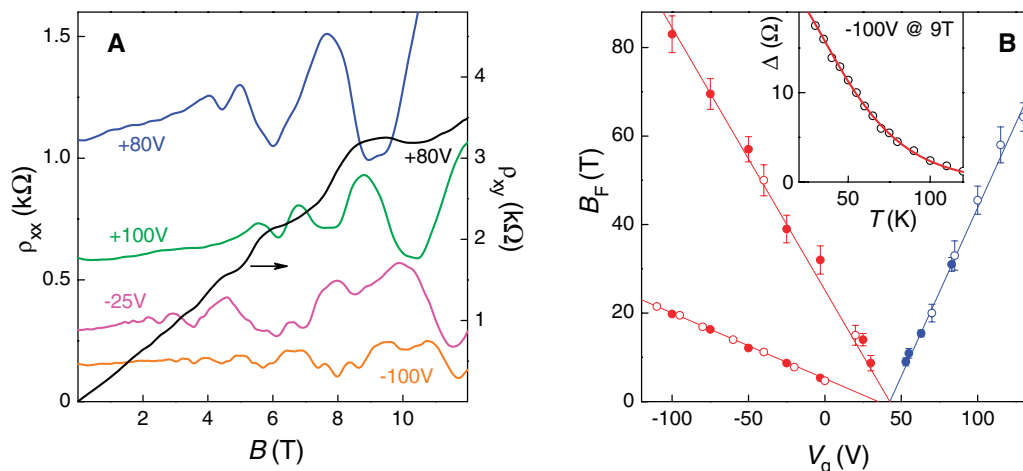 A
1.5
1.0
0.5
0
ρxx (kΩ)
+80V
+100V
-25V
-100V
+80V
4
3
2
1
ρxy (kΩ)
2
4
6
8
10
B (T)
B
80
60
40
20
0
BF (T)
-100
-50
0
50
100
Vg (V)
-100V @ 9T
Δ (Ω)
10
0
50
100
T (K)